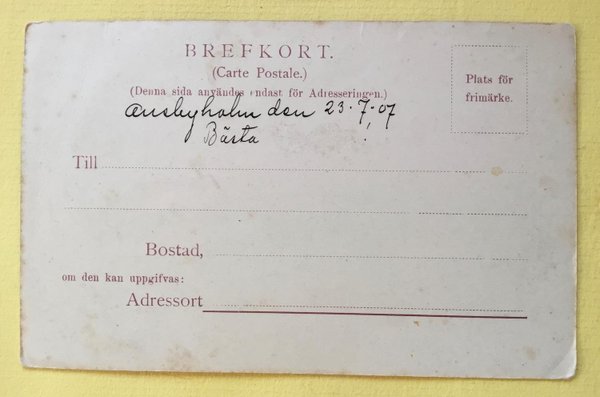 BREFKORT.
(Carte Postale.)
(Denna sida användes endast för Adresseringen.)
Plats för
frimärke.
den 23.7.07
Bästa
Till
Bostad,
om den kan uppgifvas:
Adressort